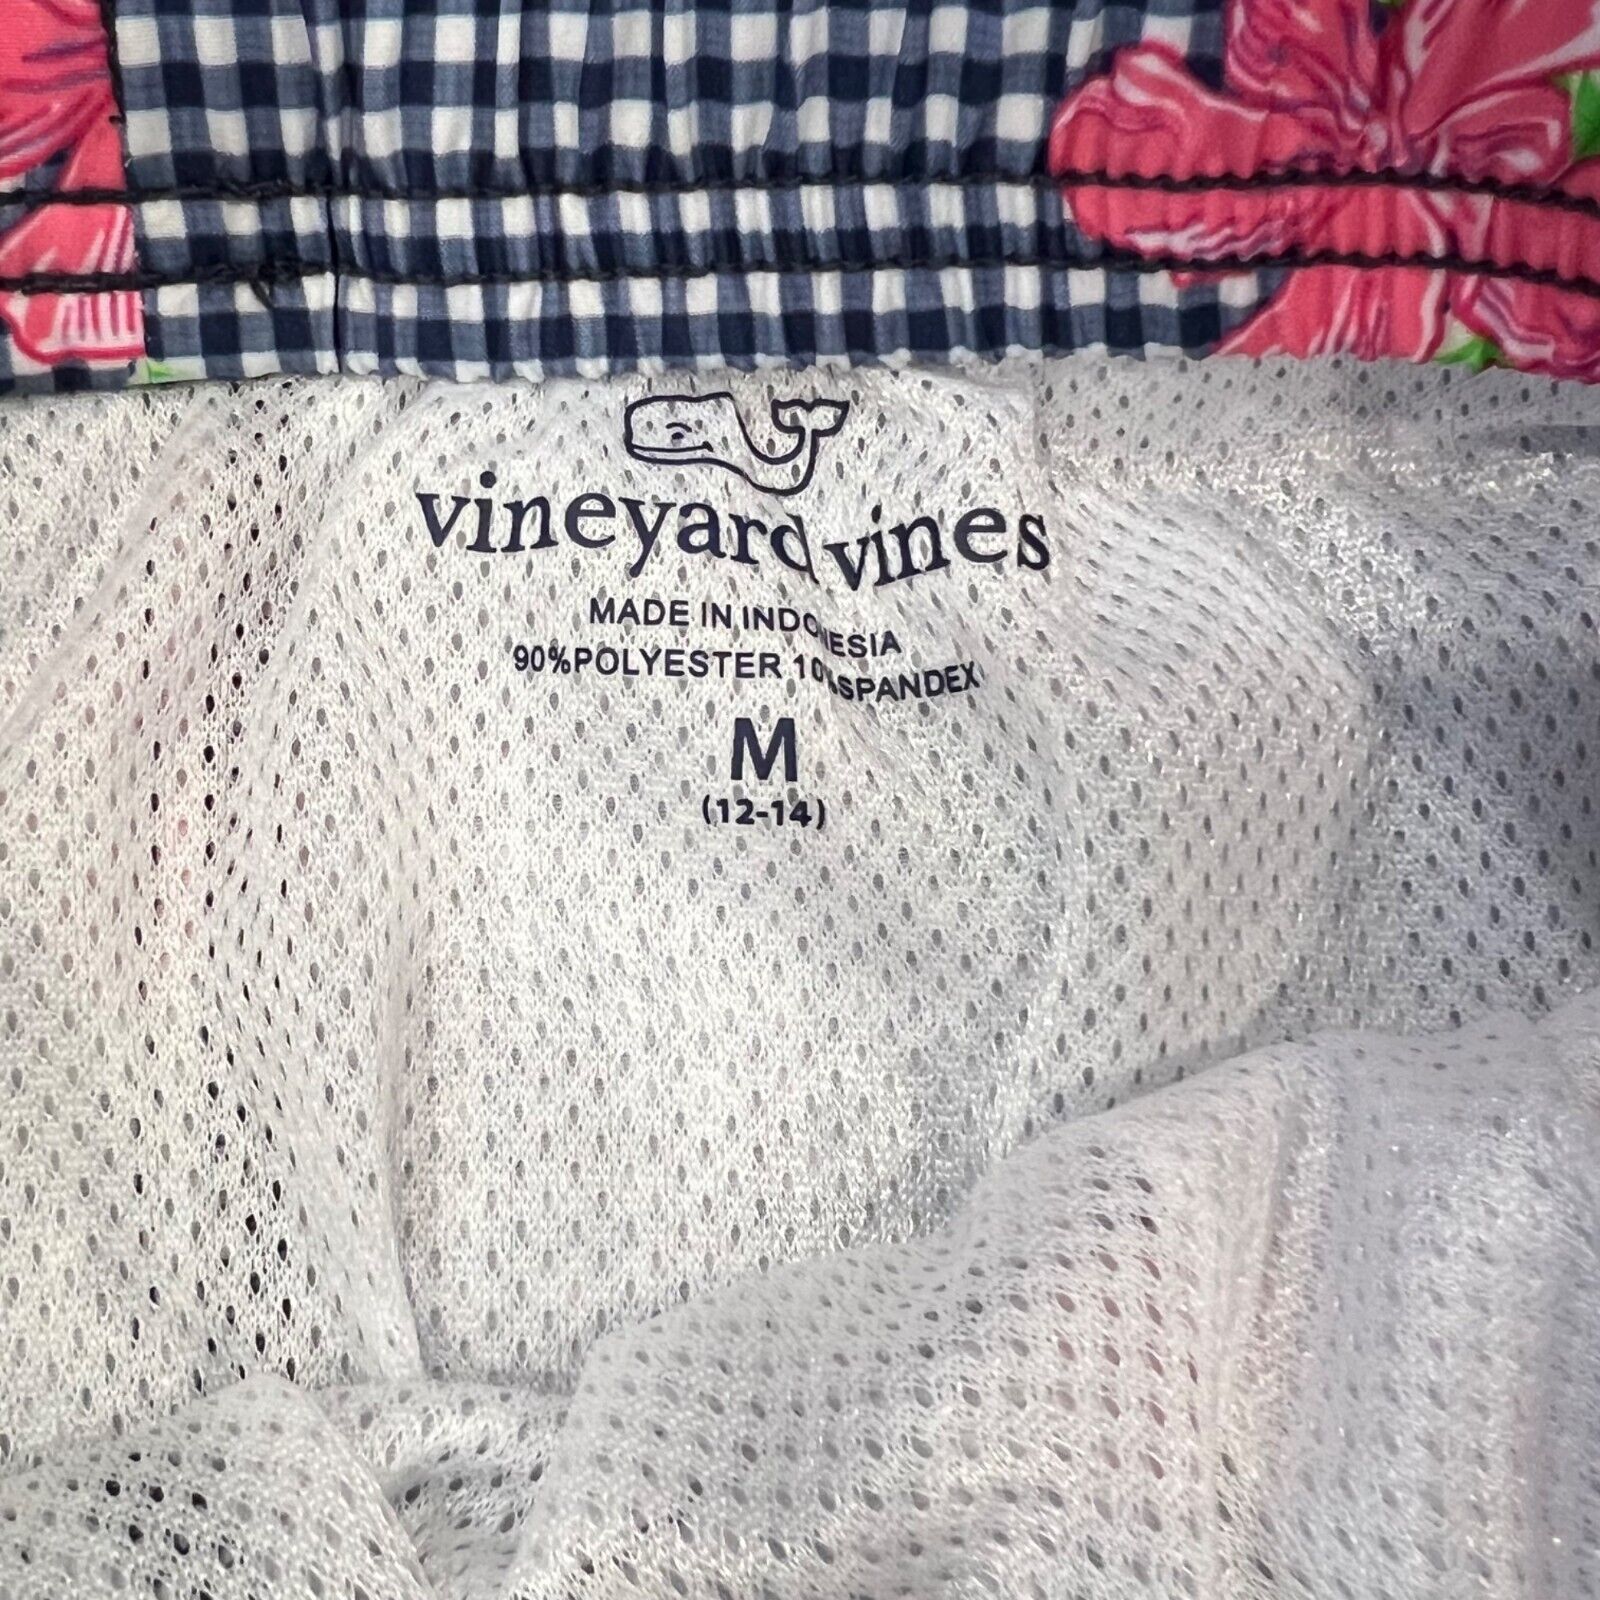 vineyard vines
MADE IN INDONESIA
90%POLYESTER 10%SPANDEX
M
(12-14)